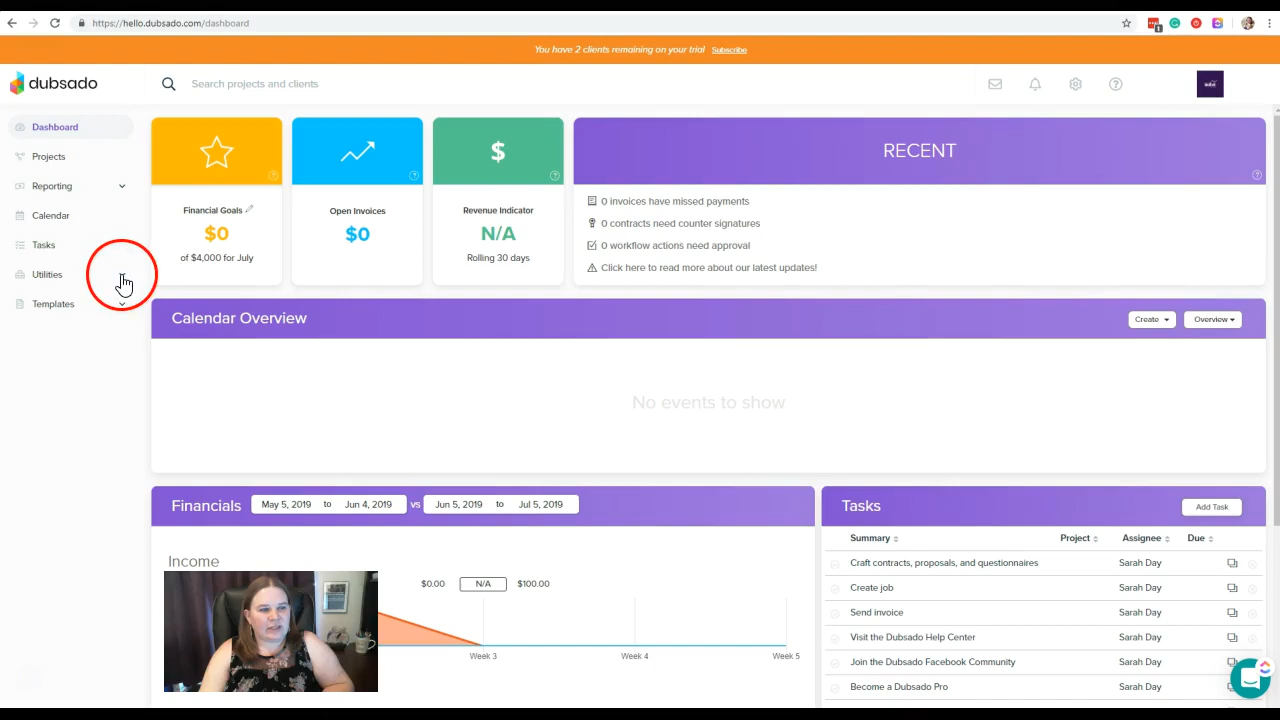 https://hello.dubsado.com/dashboard
You have 2 clients remaining on your trial Subscribe
dubsado
Search projects and clients
Dashboard
Projects
Reporting
Calendar
Tasks
Utilities
Templates
Financial Goals
$0
of $4,000 for July
Open Invoices
$0
$
Revenue Indicator
N/A
Rolling 30 days
RECENT
0 invoices have missed payments
0 contracts need counter signatures
0 workflow actions need approval
Click here to read more about our latest updates!
Calendar Overview
Create
Overview
No events to show
Financials May 5, 2019 to Jun 4, 2019 vs Jun 5, 2019 to Jul 5, 2019
Income
$0.00 N/A $100.00
Week 3 Week 4 Week 5
Tasks
Add Task
Summary Project Assignee Due
Craft contracts, proposals, and questionnaires Sarah Day
Create job Sarah Day
Send invoice Sarah Day
Visit the Dubsado Help Center Sarah Day
Join the Dubsado Facebook Community Sarah Day
Become a Dubsado Pro Sarah Day